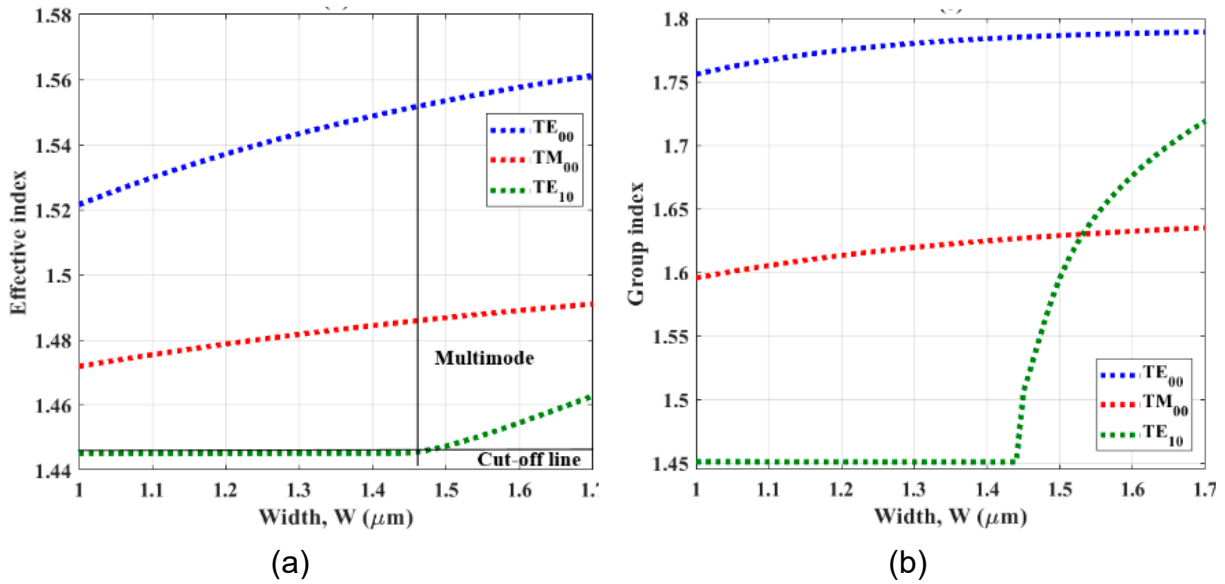 1.58
1.56
1.54
1.52
1.5
1.48
1.46
1.44
Effective index
TE00
TM00
TE10
Multimode
Cut-off line
1 1.1 1.2 1.3 1.4 1.5 1.6 1.7
Width, W (μm)
(a)
1.8
1.75
1.7
1.65
1.6
1.55
1.5
1.45
Group index
TE00
TM00
TE10
1 1.1 1.2 1.3 1.4 1.5 1.6 1.7
Width, W (μm)
(b)